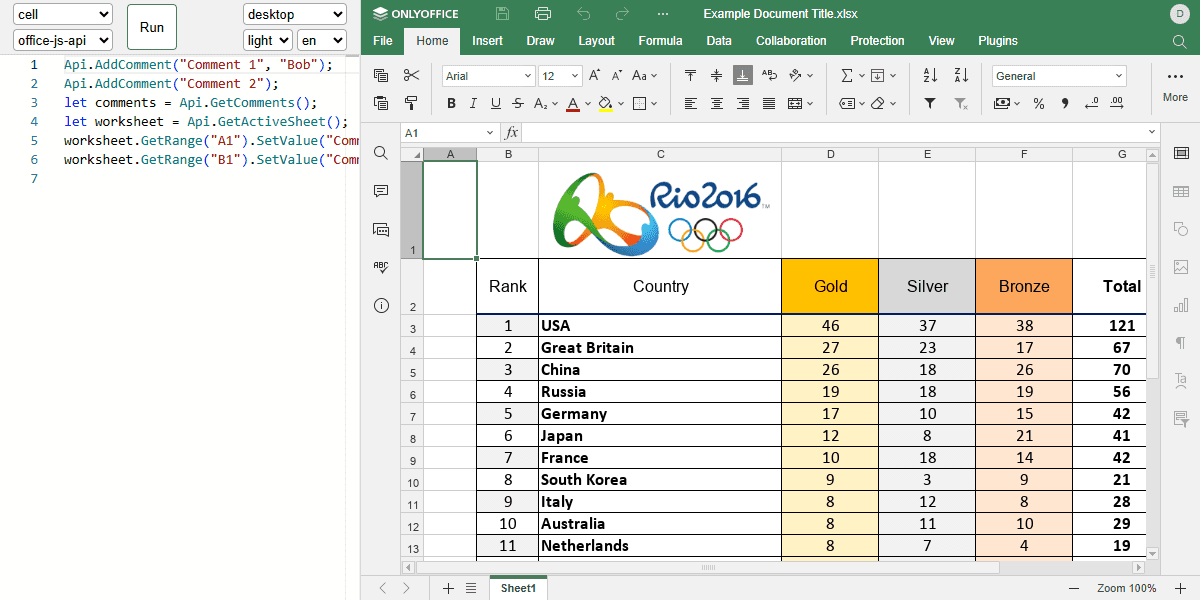 cell desktop
Run
office-js-api light en
1 Api.AddComment("Comment 1", "Bob");
2 Api.AddComment("Comment 2");
3 let comments = Api.GetComments();
4 let worksheet = Api.GetActiveSheet();
5 worksheet.GetRange("A1").SetValue("Com
6 worksheet.GetRange("B1").SetValue("Com
7
ONLYOFFICE Example Document Title.xlsx D
File Home Insert Draw Layout Formula Data Collaboration Protection View Plugins
Arial 12 General
More
A1 fx
A B C D E F G
1 Rio2016™
2 Rank Country Gold Silver Bronze Total
3 1 USA 46 37 38 121
4 2 Great Britain 27 23 17 67
5 3 China 26 18 26 70
6 4 Russia 19 18 19 56
7 5 Germany 17 10 15 42
8 6 Japan 12 8 21 41
9 7 France 10 18 14 42
10 8 South Korea 9 3 9 21
11 9 Italy 8 12 8 28
12 10 Australia 8 11 10 29
13 11 Netherlands 8 7 4 19
Sheet1 Zoom 100%